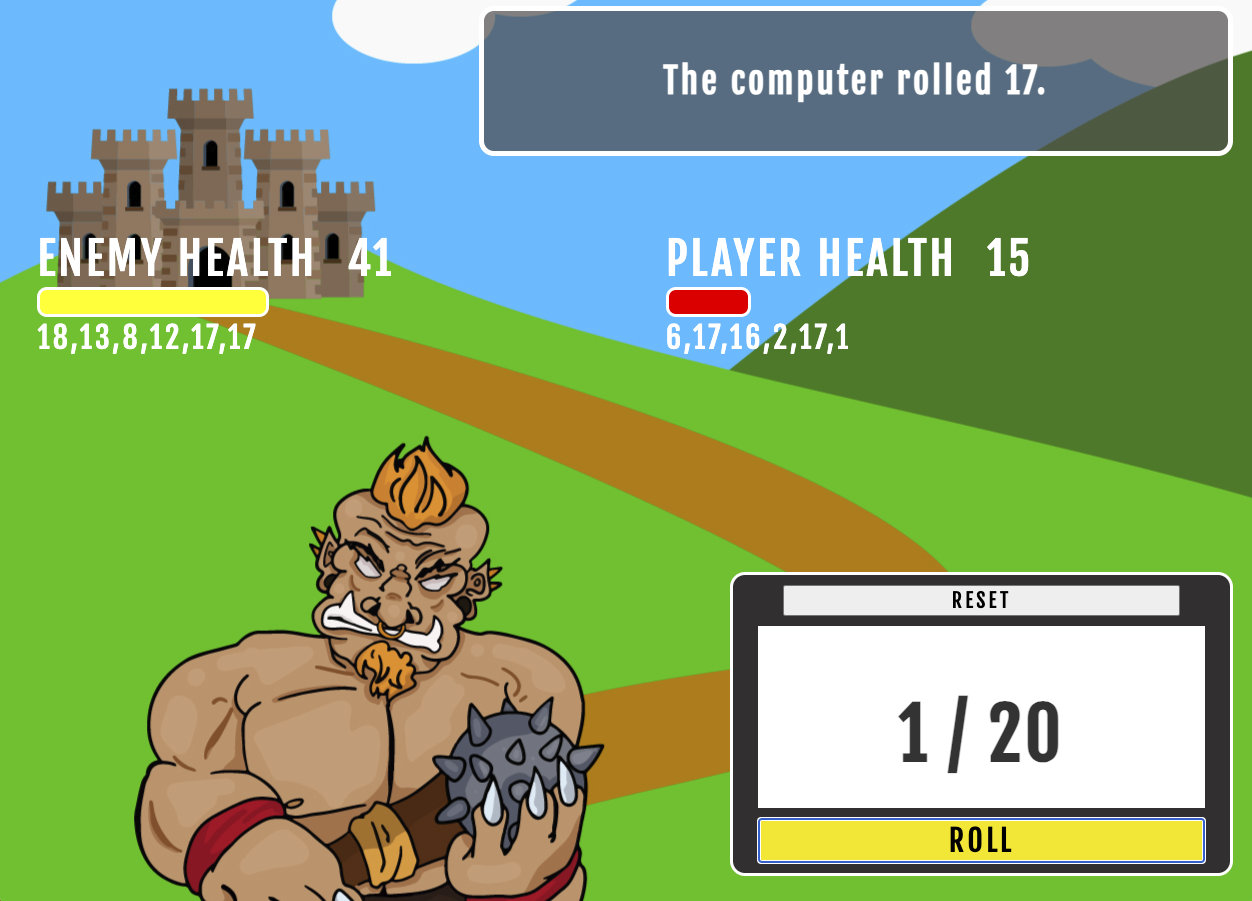 The computer rolled 17.
ENEMY HEALTH 41
18,13,8,12,17,17
PLAYER HEALTH 15
6,17,16,2,17,1
RESET
1 / 20
ROLL